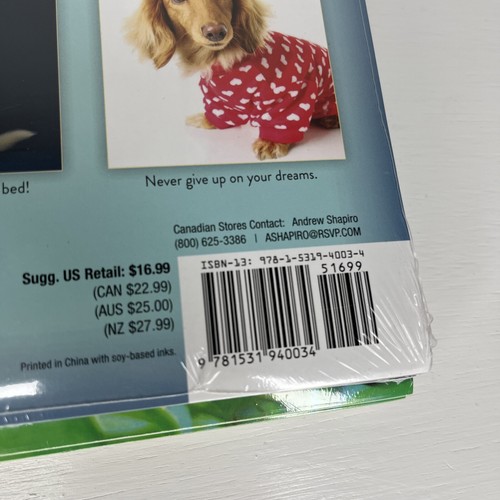 bed!
Never give up on your dreams.
Canadian Stores Contact: Andrew Shapiro
(800) 625-3386 | ASHAPIRO@RSVP.COM
Sugg. US Retail: $16.99
(CAN $22.99)
(AUS $25.00)
(NZ $27.99)
Printed in China with soy-based inks.
ISBN-13: 978-1-5319-4003-4
51699
9 781531 940034